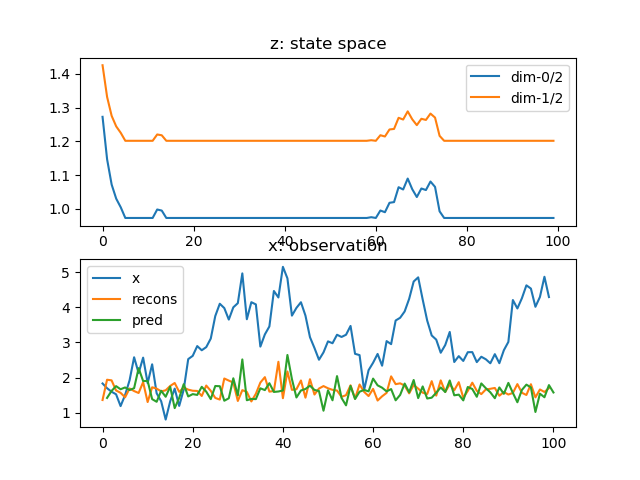 z: state space
1.4
1.3
1.2
1.1
1.0
dim-0/2
dim-1/2
0 20 40 60 80 100
x: observation
5
4
3
2
1
x
recons
pred
0 20 40 60 80 100